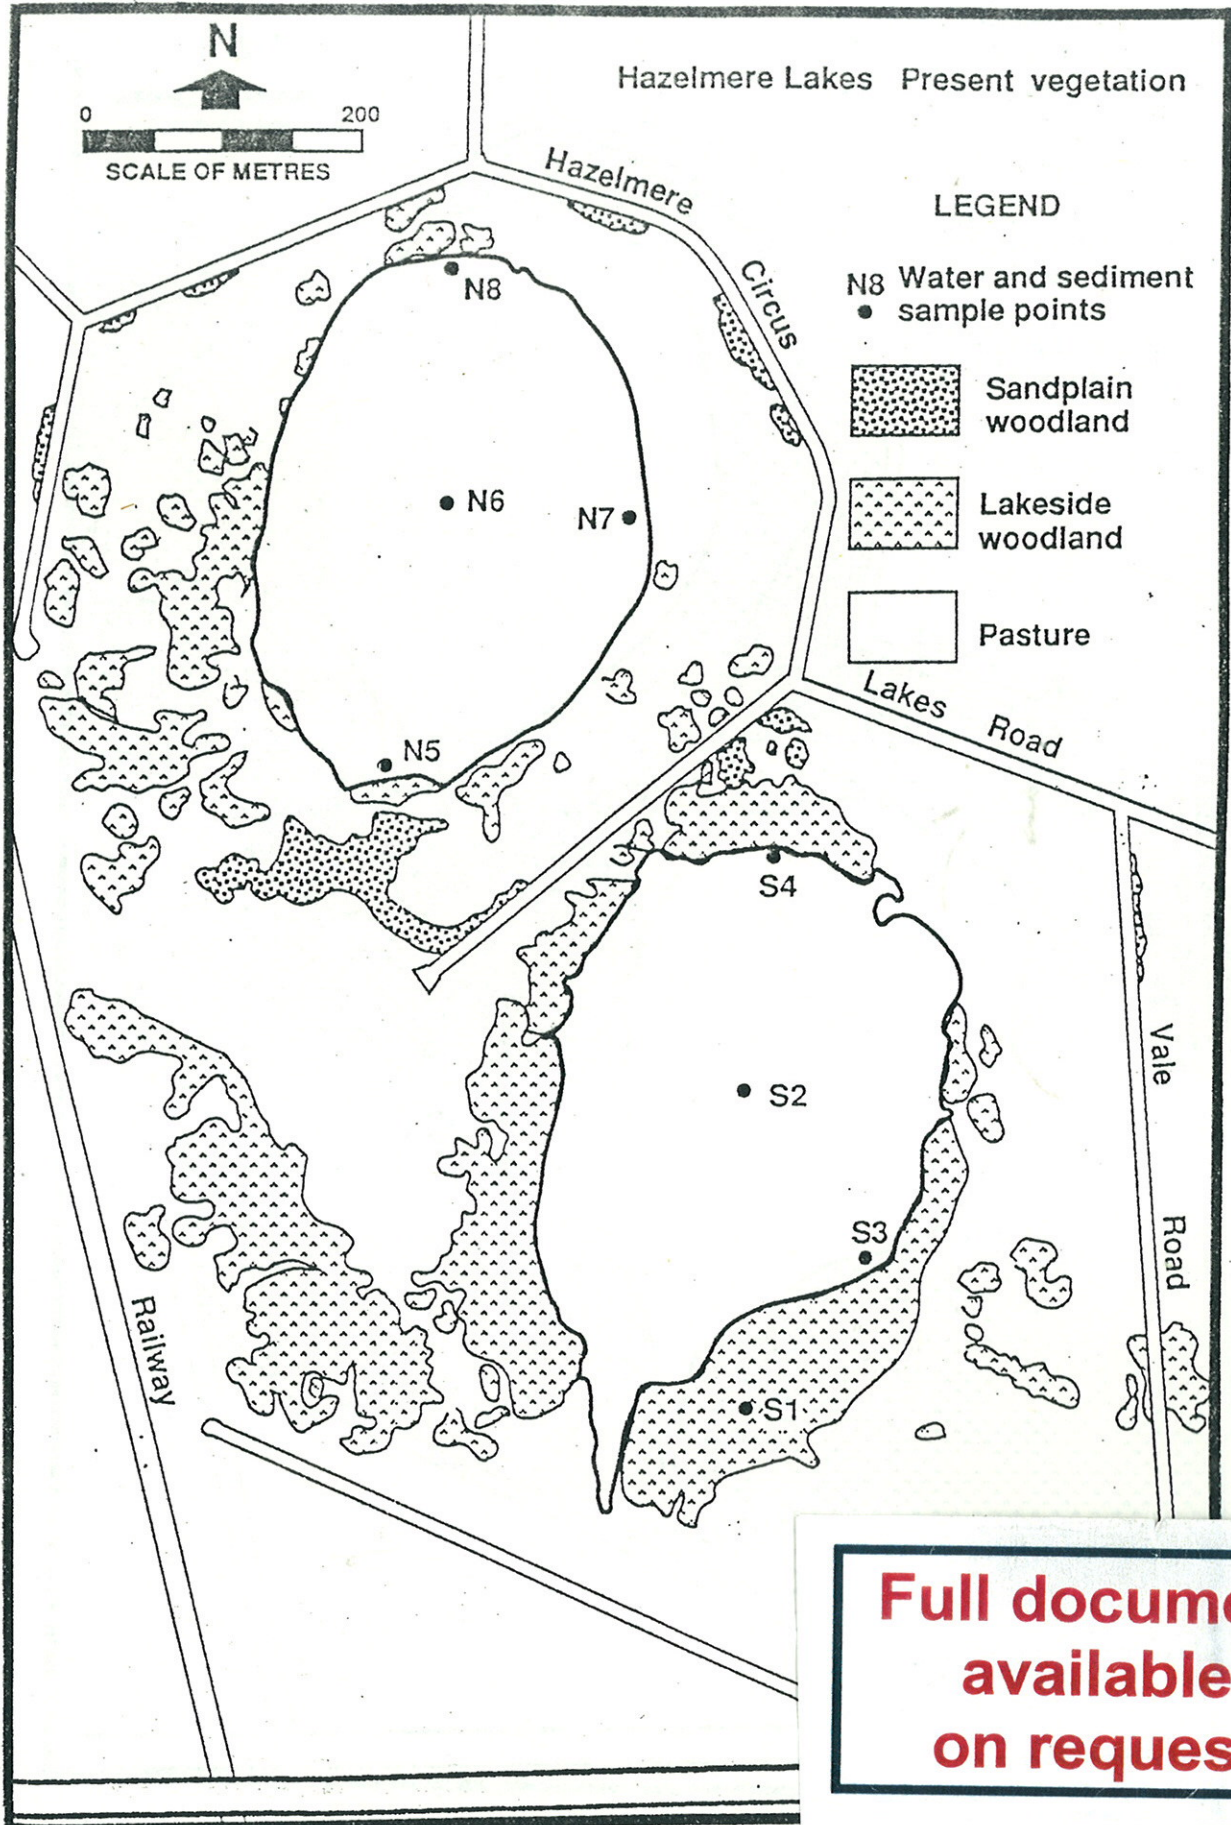 N
0 200
SCALE OF METRES
Hazelmere Lakes Present vegetation
Hazelmere
Circus
LEGEND
N8 Water and sediment
sample points
Sandplain
woodland
Lakeside
woodland
Pasture
N8
N6
N7
N5
Lakes Road
S4
S2
S3
S1
Vale
Road
Railway
Full docume
available
on reques